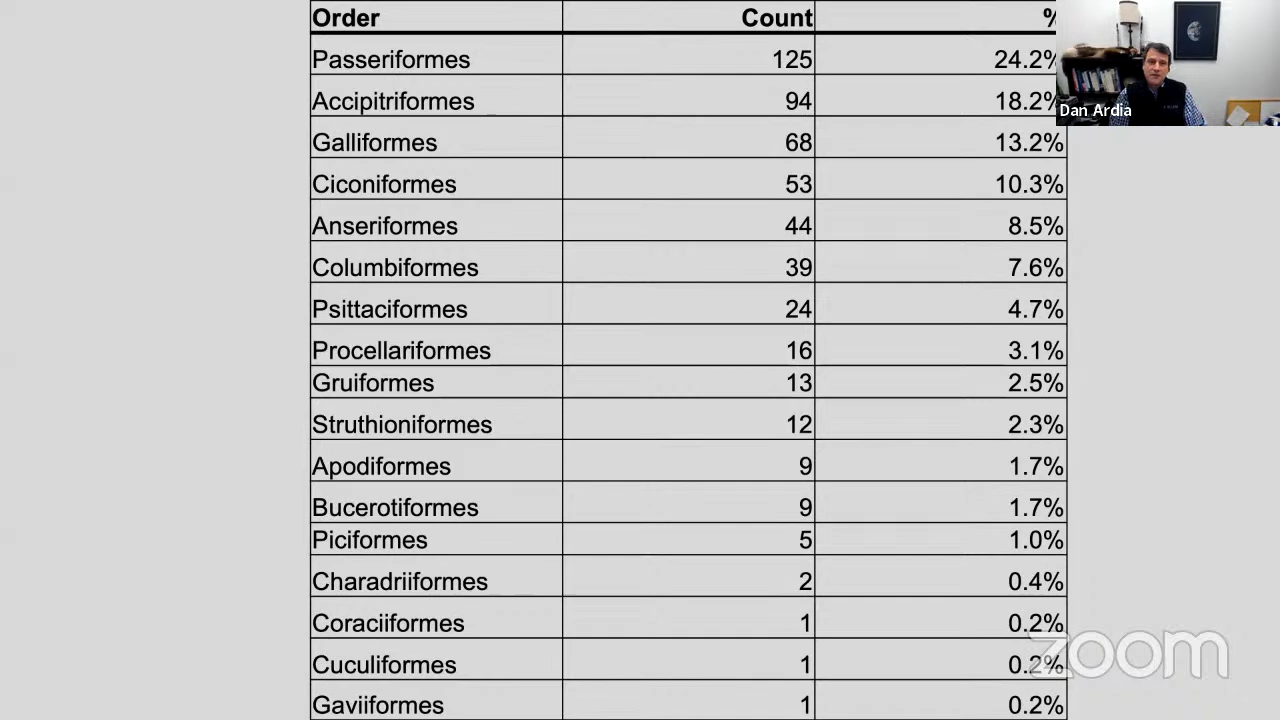 Order Count %
Passeriformes 125 24.2%
Accipitriformes 94 18.2%
Galliformes 68 13.2%
Ciconiformes 53 10.3%
Anseriformes 44 8.5%
Columbiformes 39 7.6%
Psittaciformes 24 4.7%
Procellariformes 16 3.1%
Gruiformes 13 2.5%
Struthioniformes 12 2.3%
Apodiformes 9 1.7%
Bucerotiformes 9 1.7%
Piciformes 5 1.0%
Charadriiformes 2 0.4%
Coraciiformes 1 0.2%
Cuculiformes 1 0.2%
Gaviiformes 1 0.2%
Dan Ardia
zoom